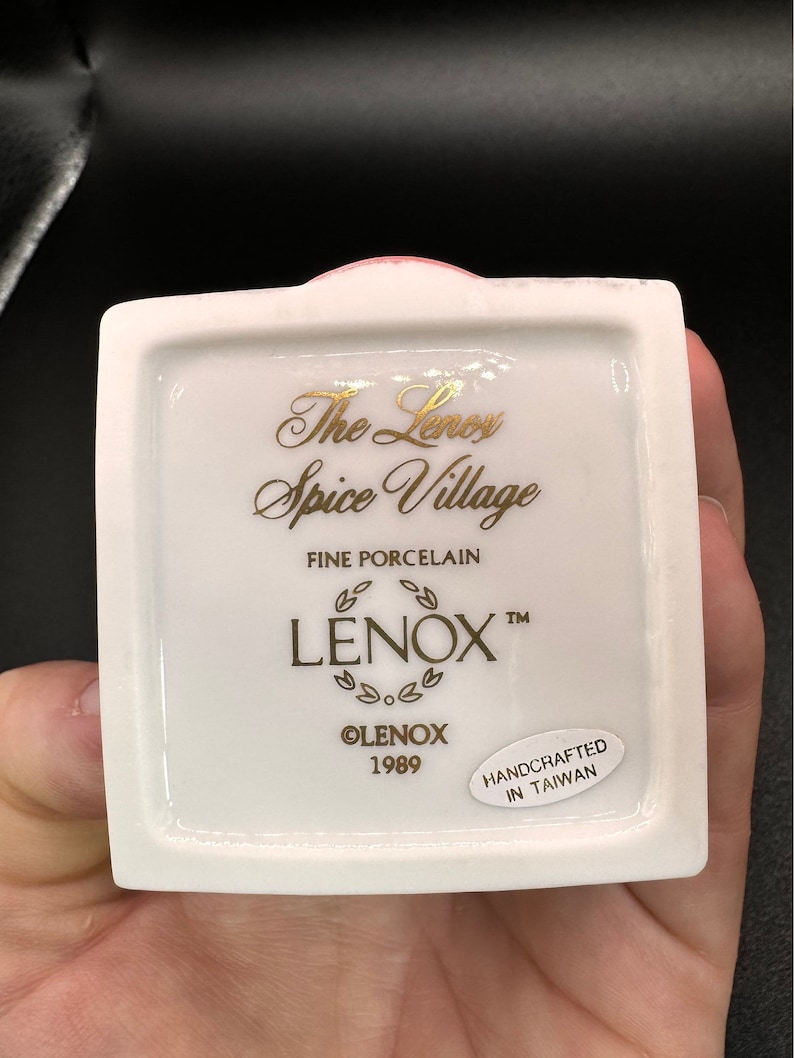 The Lenox
Spice Village
FINE PORCELAIN
LENOX™
©LENOX
1989
HANDCRAFTED
IN TAIWAN